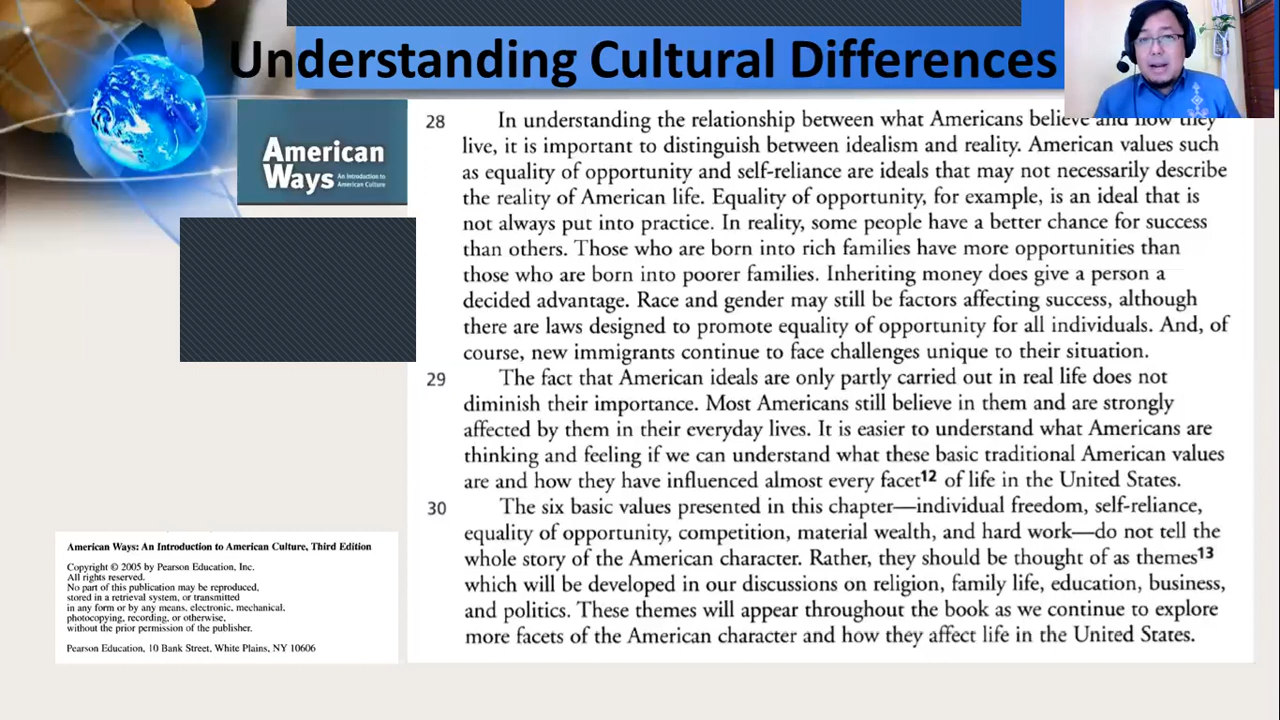 Understanding Cultural Differences
American
Ways
An Introduction to
American Culture
28 In understanding the relationship between what Americans believe and how they
live, it is important to distinguish between idealism and reality. American values such
as equality of opportunity and self-reliance are ideals that may not necessarily describe
the reality of American life. Equality of opportunity, for example, is an ideal that is
not always put into practice. In reality, some people have a better chance for success
than others. Those who are born into rich families have more opportunities than
those who are born into poorer families. Inheriting money does give a person a
decided advantage. Race and gender may still be factors affecting success, although
there are laws designed to promote equality of opportunity for all individuals. And, of
course, new immigrants continue to face challenges unique to their situation.
29 The fact that American ideals are only partly carried out in real life does not
diminish their importance. Most Americans still believe in them and are strongly
affected by them in their everyday lives. It is easier to understand what Americans are
thinking and feeling if we can understand what these basic traditional American values
are and how they have influenced almost every facet12 of life in the United States.
30 The six basic values presented in this chapter—individual freedom, self-reliance,
equality of opportunity, competition, material wealth, and hard work—do not tell the
whole story of the American character. Rather, they should be thought of as themes13
which will be developed in our discussions on religion, family life, education, business,
and politics. These themes will appear throughout the book as we continue to explore
more facets of the American character and how they affect life in the United States.
American Ways: An Introduction to American Culture, Third Edition
Copyright © 2005 by Pearson Education, Inc.
All rights reserved.
No part of this publication may be reproduced,
stored in a retrieval system, or transmitted
in any form or by any means, electronic, mechanical,
photocopying, recording, or otherwise,
without the prior permission of the publisher.
Pearson Education, 10 Bank Street, White Plains, NY 10606